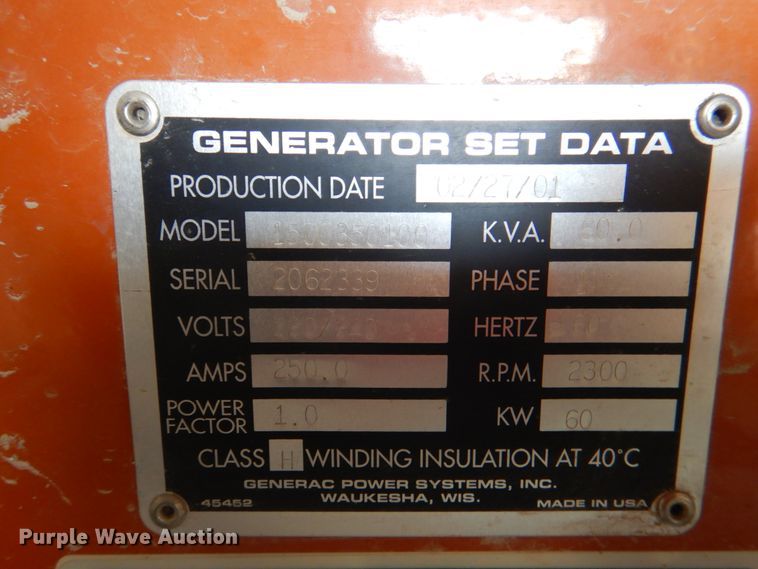 GENERATOR SET DATA
PRODUCTION DATE 02/27/01
MODEL K.V.A. 60.0
SERIAL 2062339 PHASE
VOLTS HERTZ
AMPS 250.0 R.P.M. 2300
POWER FACTOR 1.0 KW 60
CLASS H WINDING INSULATION AT 40°C
GENERAC POWER SYSTEMS, INC.
WAUKESHA, WIS.
45452 MADE IN USA
Purple Wave Auction